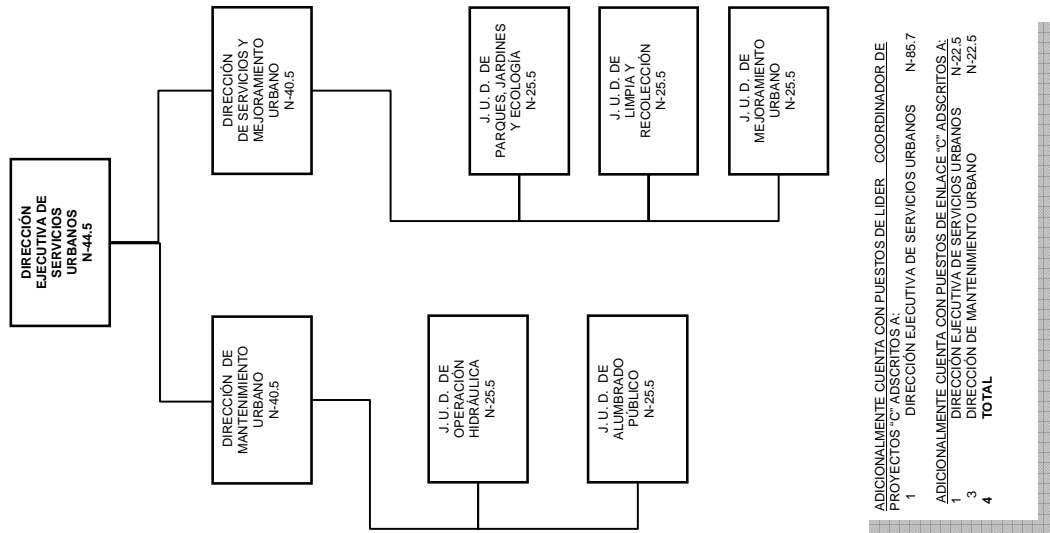 DIRECCIÓN
EJECUTIVA DE
SERVICIOS
URBANOS
N-44.5
DIRECCIÓN DE
MANTENIMIENTO
URBANO
N-40.5
DIRECCIÓN
DE SERVICIOS Y
MEJORAMIENTO
URBANO
N-40.5
J. U. D. DE
OPERACIÓN
HIDRÁULICA
N-25.5
J. U. D. DE
ALUMBRADO
PÚBLICO
N-25.5
J. U. D. DE
PARQUES, JARDINES
Y ECOLOGÍA
N-25.5
J. U. D. DE
LIMPIA Y
RECOLECCIÓN
N-25.5
J. U. D. DE
MEJORAMIENTO
URBANO
N-25.5
ADICIONALMENTE CUENTA CON PUESTOS DE LIDER COORDINADOR DE
PROYECTOS “C” ADSCRITOS A:
1 DIRECCIÓN EJECUTIVA DE SERVICIOS URBANOS N-85.7
ADICIONALMENTE CUENTA CON PUESTOS DE ENLACE “C” ADSCRITOS A:
1 DIRECCIÓN EJECUTIVA DE SERVICIOS URBANOS N-22.5
3 DIRECCIÓN DE MANTENIMIENTO URBANO N-22.5
4 TOTAL